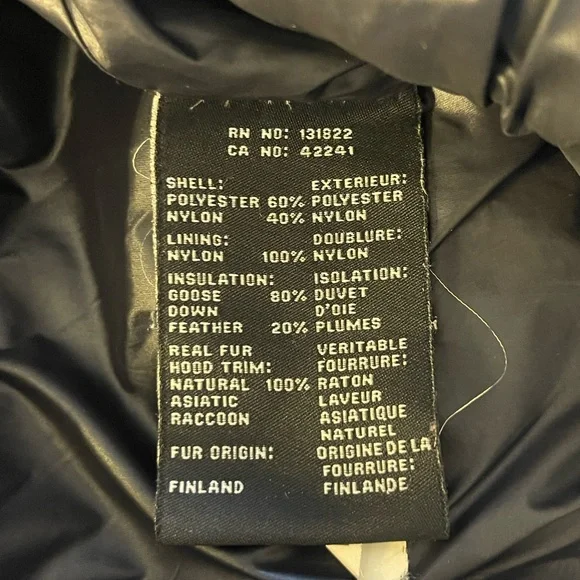 RN NO: 131822
CA NO: 42241
SHELL: EXTERIEUR:
POLYESTER 60% POLYESTER
NYLON 40% NYLON
LINING: DOUBLURE:
NYLON 100% NYLON
INSULATION: ISOLATION:
GOOSE 80% DUVET
DOWN D'OIE
FEATHER 20% PLUMES
REAL FUR VERITABLE
HOOD TRIM: FOURRURE:
NATURAL 100% RATON
ASIATIC LAVEUR
RACCOON ASIATIQUE
NATUREL
FUR ORIGIN: ORIGINE DE LA
FOURRURE:
FINLAND FINLANDE